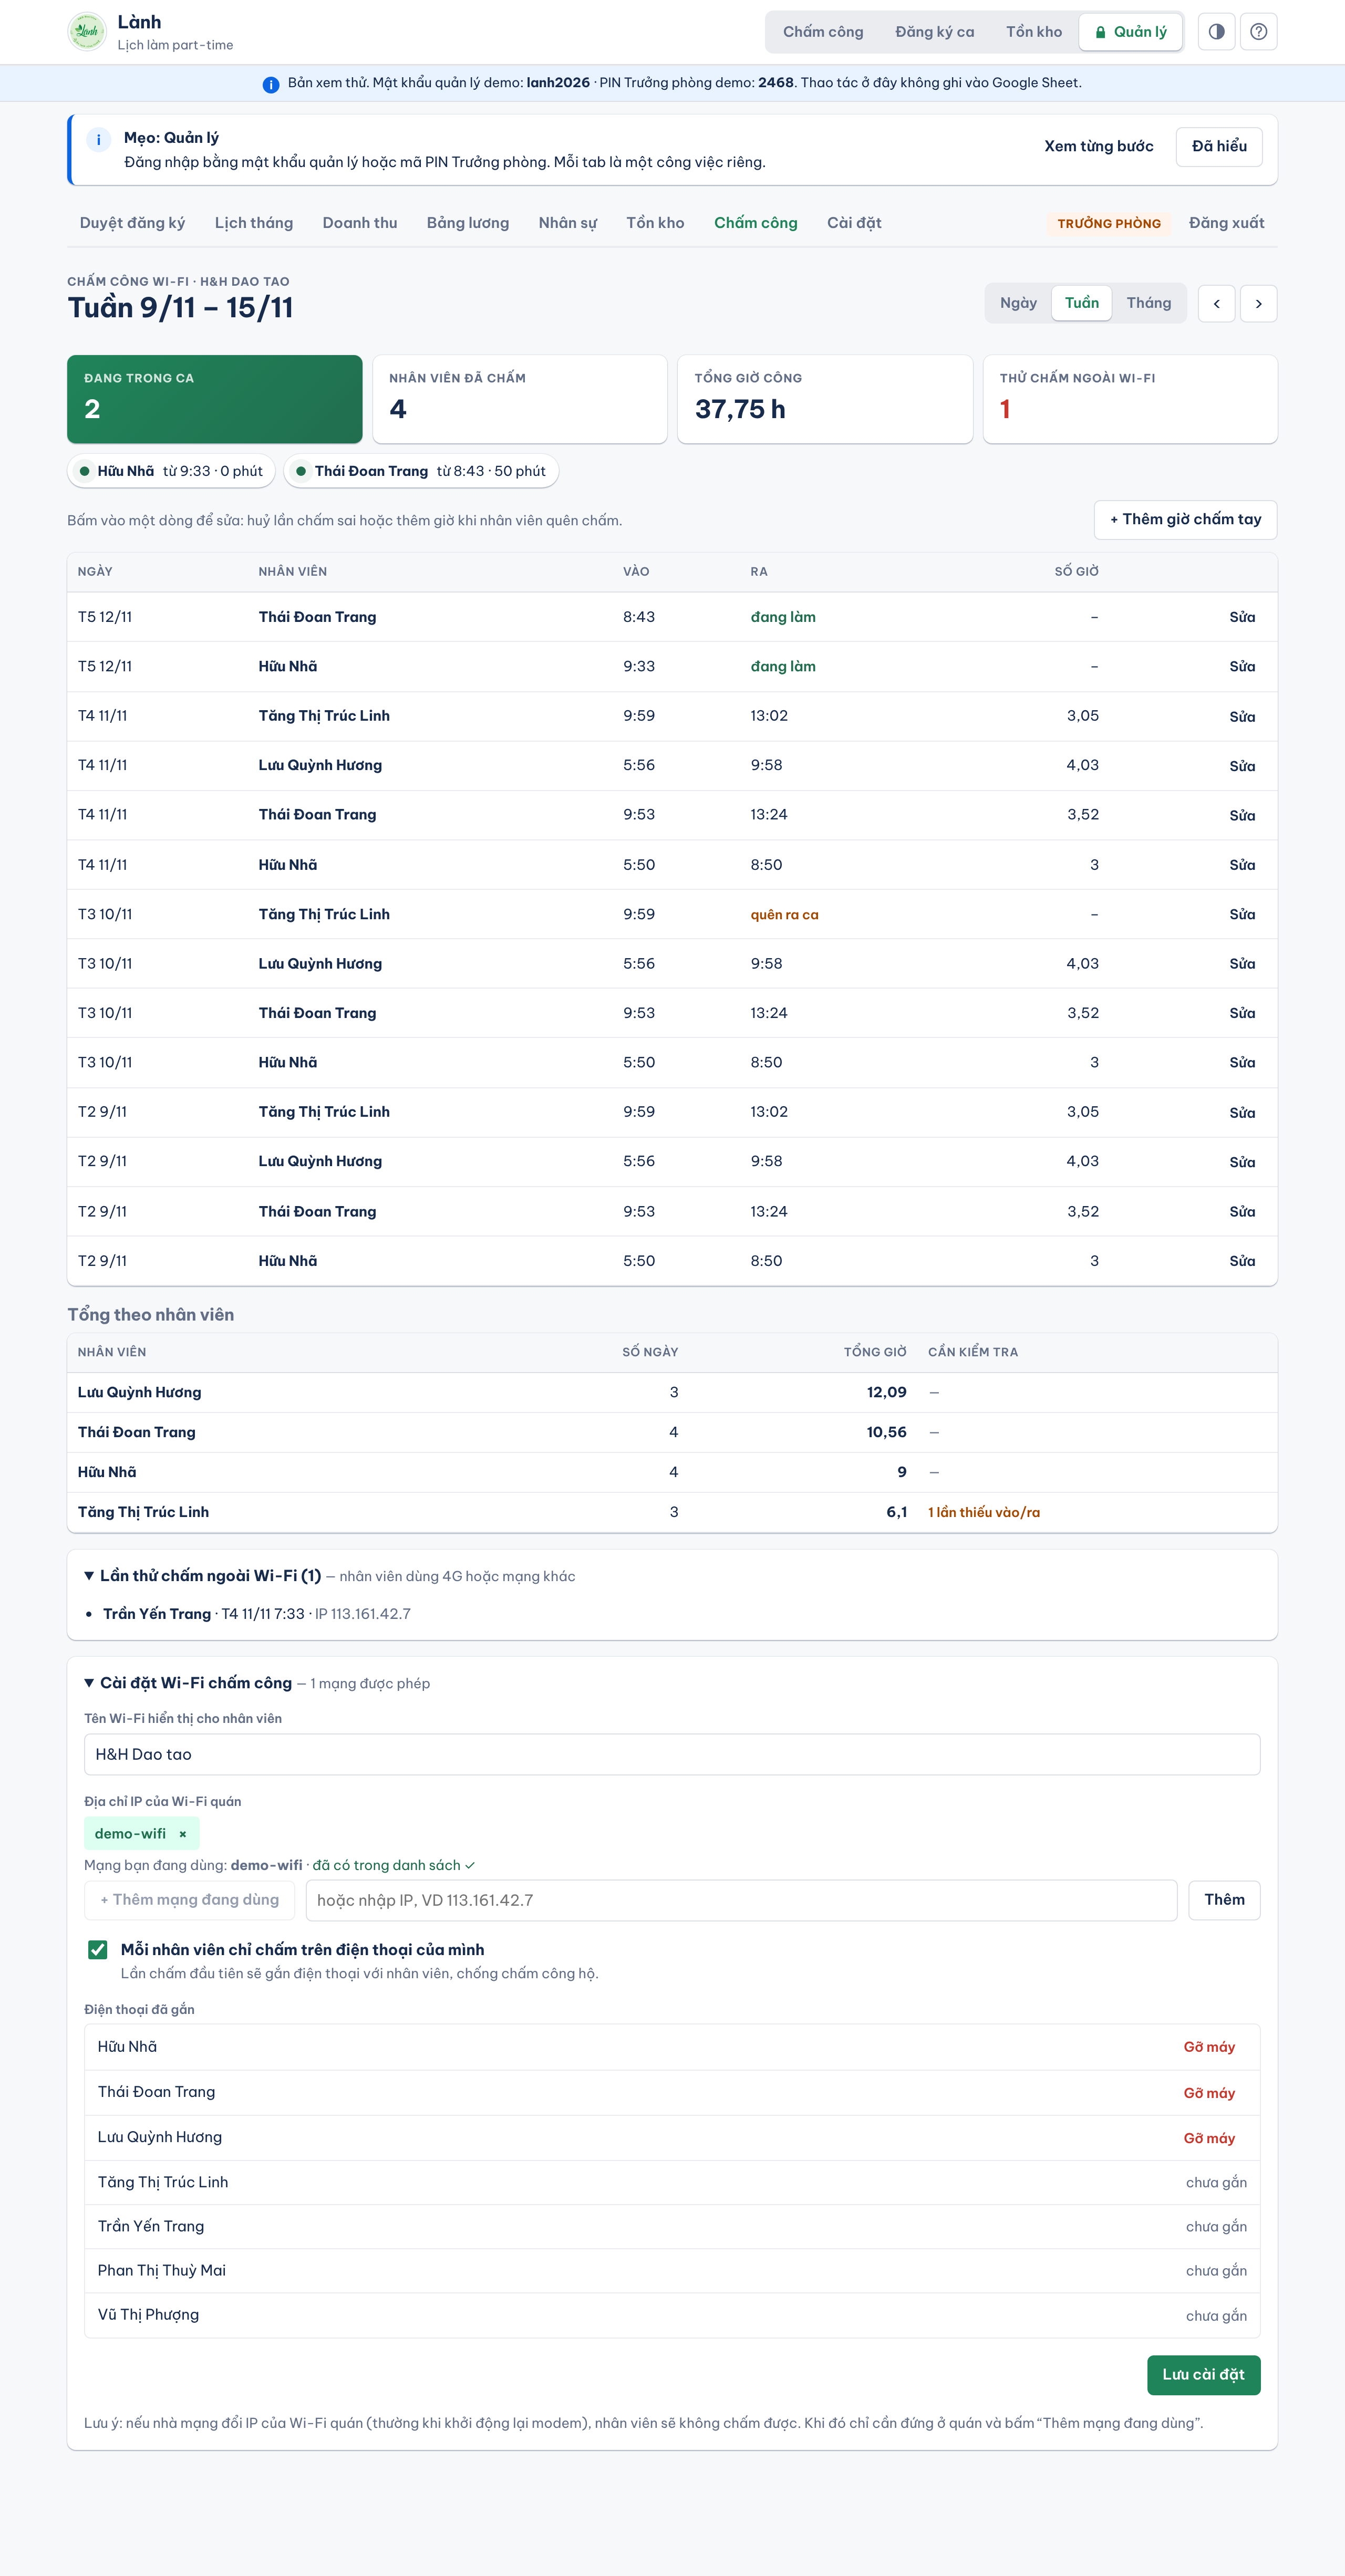 Lành
Lịch làm part-time
Chấm công Đăng ký ca Tồn kho Quản lý
Bản xem thử. Mật khẩu quản lý demo: lanh2026 · PIN Trưởng phòng demo: 2468. Thao tác ở đây không ghi vào Google Sheet.
Mẹo: Quản lý
Đăng nhập bằng mật khẩu quản lý hoặc mã PIN Trưởng phòng. Mỗi tab là một công việc riêng.
Xem từng bước Đã hiểu
Duyệt đăng ký Lịch tháng Doanh thu Bảng lương Nhân sự Tồn kho Chấm công Cài đặt TRƯỞNG PHÒNG Đăng xuất
CHẤM CÔNG WI-FI · H&H DAO TAO
Tuần 9/11 – 15/11
Ngày Tuần Tháng ‹ ›
ĐANG TRONG CA
2
NHÂN VIÊN ĐÃ CHẤM
4
TỔNG GIỜ CÔNG
37,75 h
THỬ CHẤM NGOÀI WI-FI
1
Hữu Nhã từ 9:33 · 0 phút
Thái Đoan Trang từ 8:43 · 50 phút
Bấm vào một dòng để sửa: huỷ lần chấm sai hoặc thêm giờ khi nhân viên quên chấm.
+ Thêm giờ chấm tay
NGÀY NHÂN VIÊN VÀO RA SỐ GIỜ
T5 12/11 Thái Đoan Trang 8:43 đang làm – Sửa
T5 12/11 Hữu Nhã 9:33 đang làm – Sửa
T4 11/11 Tăng Thị Trúc Linh 9:59 13:02 3,05 Sửa
T4 11/11 Lưu Quỳnh Hương 5:56 9:58 4,03 Sửa
T4 11/11 Thái Đoan Trang 9:53 13:24 3,52 Sửa
T4 11/11 Hữu Nhã 5:50 8:50 3 Sửa
T3 10/11 Tăng Thị Trúc Linh 9:59 quên ra ca – Sửa
T3 10/11 Lưu Quỳnh Hương 5:56 9:58 4,03 Sửa
T3 10/11 Thái Đoan Trang 9:53 13:24 3,52 Sửa
T3 10/11 Hữu Nhã 5:50 8:50 3 Sửa
T2 9/11 Tăng Thị Trúc Linh 9:59 13:02 3,05 Sửa
T2 9/11 Lưu Quỳnh Hương 5:56 9:58 4,03 Sửa
T2 9/11 Thái Đoan Trang 9:53 13:24 3,52 Sửa
T2 9/11 Hữu Nhã 5:50 8:50 3 Sửa
Tổng theo nhân viên
NHÂN VIÊN SỐ NGÀY TỔNG GIỜ CẦN KIỂM TRA
Lưu Quỳnh Hương 3 12,09 —
Thái Đoan Trang 4 10,56 —
Hữu Nhã 4 9 —
Tăng Thị Trúc Linh 3 6,1 1 lần thiếu vào/ra
▼ Lần thử chấm ngoài Wi-Fi (1) — nhân viên dùng 4G hoặc mạng khác
• Trần Yến Trang · T4 11/11 7:33 · IP 113.161.42.7
▼ Cài đặt Wi-Fi chấm công — 1 mạng được phép
Tên Wi-Fi hiển thị cho nhân viên
H&H Dao tao
Địa chỉ IP của Wi-Fi quán
demo-wifi ×
Mạng bạn đang dùng: demo-wifi · đã có trong danh sách ✓
+ Thêm mạng đang dùng hoặc nhập IP, VD 113.161.42.7 Thêm
Mỗi nhân viên chỉ chấm trên điện thoại của mình
Lần chấm đầu tiên sẽ gắn điện thoại với nhân viên, chống chấm công hộ.
Điện thoại đã gắn
Hữu Nhã Gỡ máy
Thái Đoan Trang Gỡ máy
Lưu Quỳnh Hương Gỡ máy
Tăng Thị Trúc Linh chưa gắn
Trần Yến Trang chưa gắn
Phan Thị Thuỳ Mai chưa gắn
Vũ Thị Phượng chưa gắn
Lưu cài đặt
Lưu ý: nếu nhà mạng đổi IP của Wi-Fi quán (thường khi khởi động lại modem), nhân viên sẽ không chấm được. Khi đó chỉ cần đứng ở quán và bấm “Thêm mạng đang dùng”.